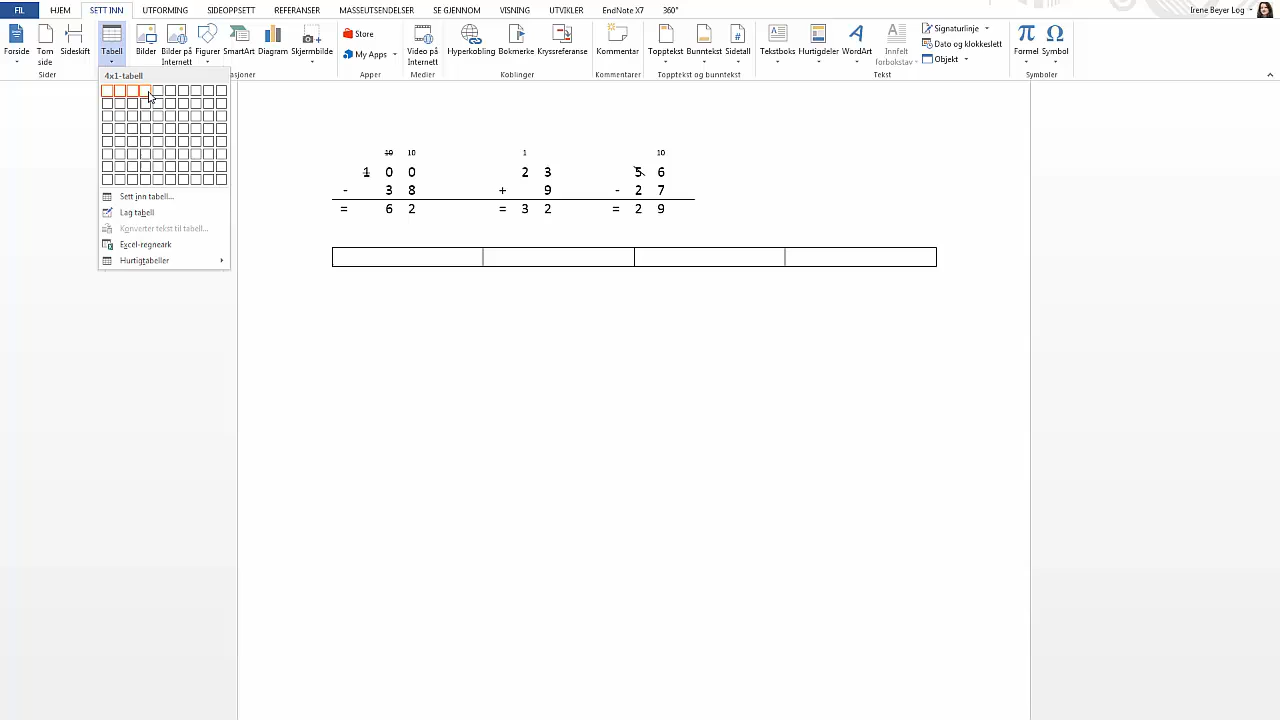 FIL HJEM SETT INN UTFORMING SIDEOPPSETT REFERANSER MASSEUTSENDELSER SE GJENNOM VISNING UTVIKLER EndNote X7 360° Irene Beyer Log
Forside
Tom side
Sideskift
Tabell
Bilder
Bilder på Internett
Figurer
SmartArt
Diagram
Skjermbilde
Store
My Apps
Video på Internett
Hyperkobling
Bokmerke
Kryssreferanse
Kommentar
Topptekst
Bunntekst
Sidetall
Tekstboks
Hurtigdeler
WordArt
Innfelt forbokstav
Signaturlinje
Dato og klokkeslett
Objekt
Formel
Symbol
Sider
asjoner
Apper
Medier
Koblinger
Kommentarer
Topptekst og bunntekst
Tekst
Symboler
4x1-tabell
Sett inn tabell...
Lag tabell
Konverter tekst til tabell...
Excel-regneark
Hurtigtabeller
10 10 1 10
1 0 0 2 3 5 6
- 3 8 + 9 - 2 7
= 6 2 = 3 2 = 2 9